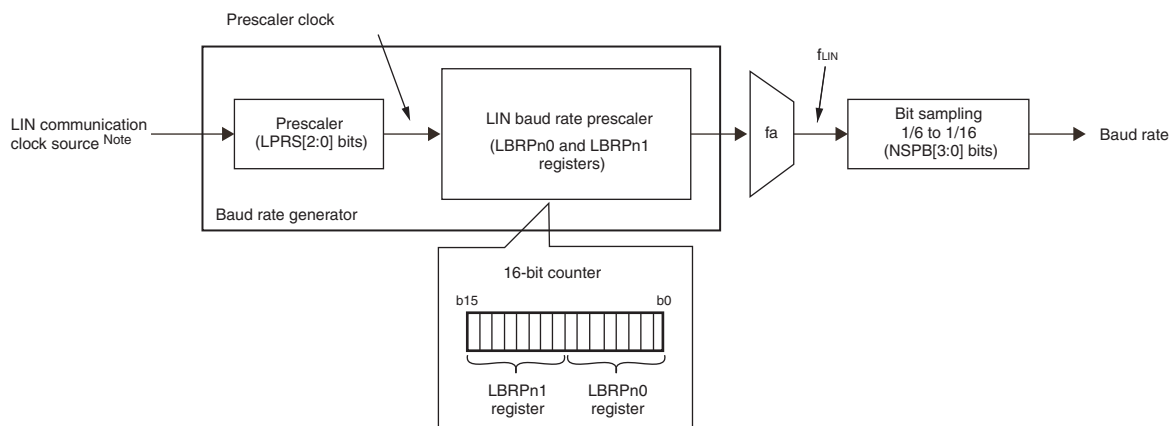 Prescaler clock
fLIN
LIN communication
clock source Note
Prescaler
(LPRS[2:0] bits)
LIN baud rate prescaler
(LBRPn0 and LBRPn1
registers)
fa
Bit sampling
1/6 to 1/16
(NSPB[3:0] bits)
Baud rate
Baud rate generator
16-bit counter
b15
b0
LBRPn1
register
LBRPn0
register